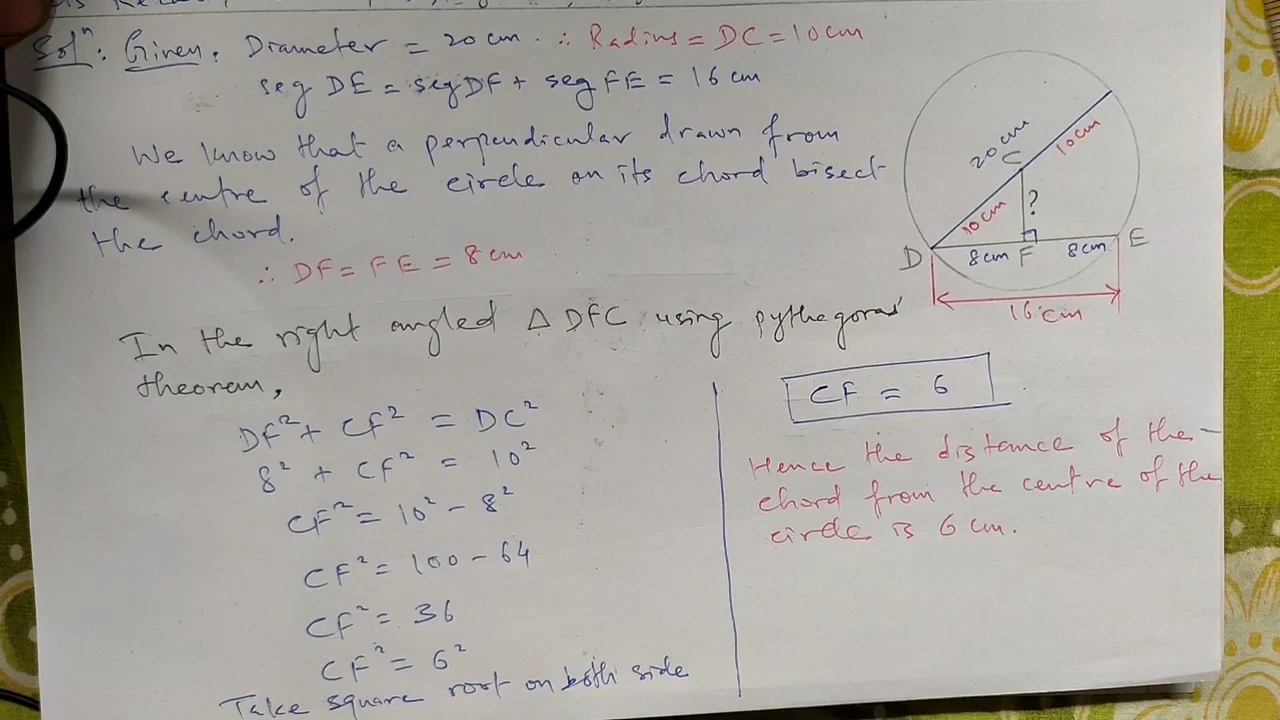 Solⁿ: Given. Diameter = 20 cm. ∴ Radius = DC = 10 cm
seg DE = seg DF + seg FE = 16 cm
We know that a perpendicular drawn from
the centre of the circle on its chord bisect
the chord.
∴ DF = FE = 8 cm
In the right angled Δ DFC using pythagoras'
theorem,
DF² + CF² = DC²
8² + CF² = 10²
CF² = 10² - 8²
CF² = 100 - 64
CF² = 36
CF² = 6²
Take square root on both side
CF = 6
Hence the distance of the
chord from the centre of the
circle is 6 cm.
20 cm
C
10 cm
10 cm
?
D
8 cm
F
8 cm
E
16 cm